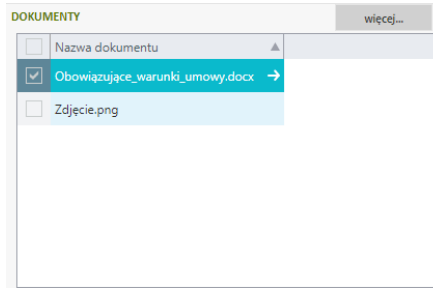 DOKUMENTY
więcej...
Nazwa dokumentu
Obowiązujące_warunki_umowy.docx
Zdjęcie.png